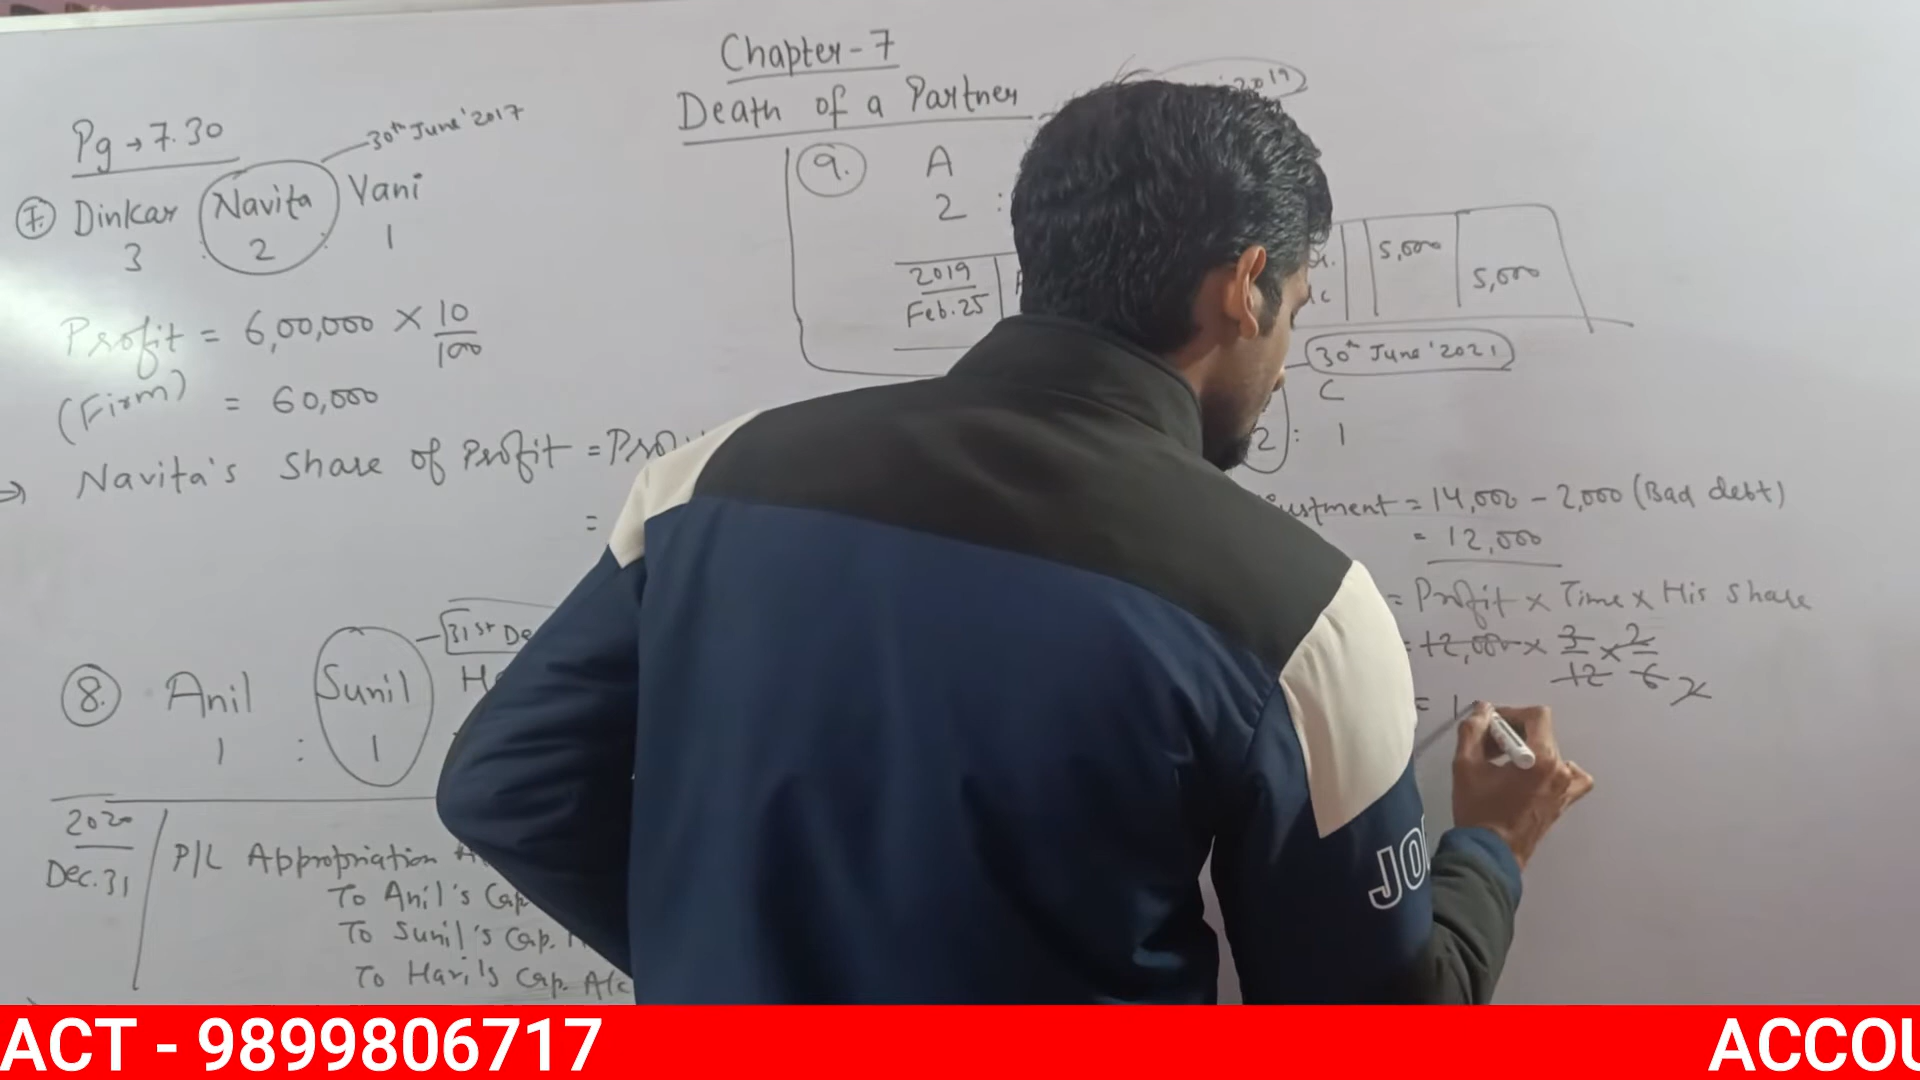 Chapter-7
Death of a Partner
2019
Pg → 7.30
30th June'2017
7. Dinkar Navita Vani
3 : 2 : 1
Profit = 6,00,000 × 10/100
(Firm) = 60,000
⇒ Navita's Share of Profit =
=
8. Anil Sunil
31st De
1 : 1
2020
Dec.31
P/L Appropriation
To Anil's Cap
To Sunil's Cap.
To Hari's Cap. A/c
9. A
2 :
2019
Feb.25
5,000
5,000
30th June'2021
C
2 : 1
ustment = 14,000 - 2,000 (Bad debt)
= 12,000
= Profit × Time × His Share
= 12,000 × 3/12 × 2/6
= 1
JO
ACT - 9899806717
ACCOU